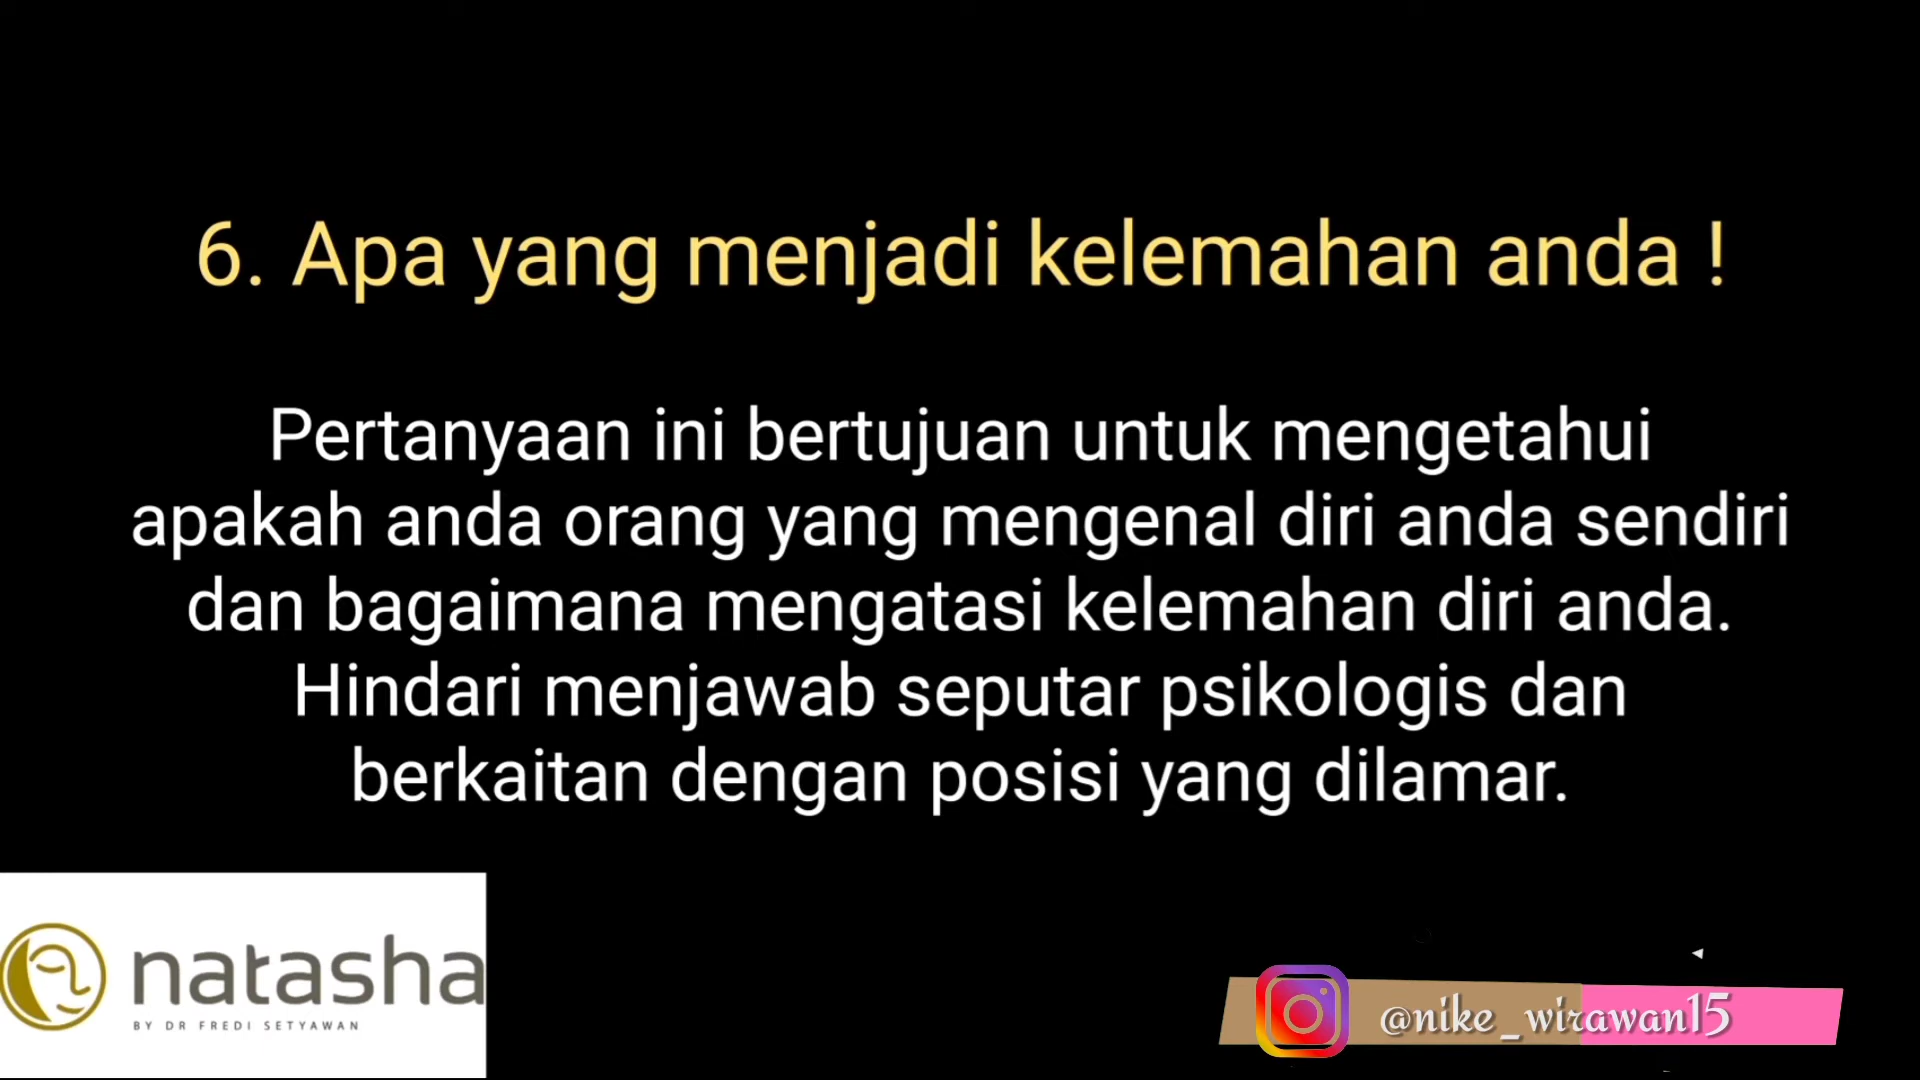 6. Apa yang menjadi kelemahan anda !
Pertanyaan ini bertujuan untuk mengetahui
apakah anda orang yang mengenal diri anda sendiri
dan bagaimana mengatasi kelemahan diri anda.
Hindari menjawab seputar psikologis dan
berkaitan dengan posisi yang dilamar.
natasha
BY DR FREDI SETYAWAN
@nike_wirawan15